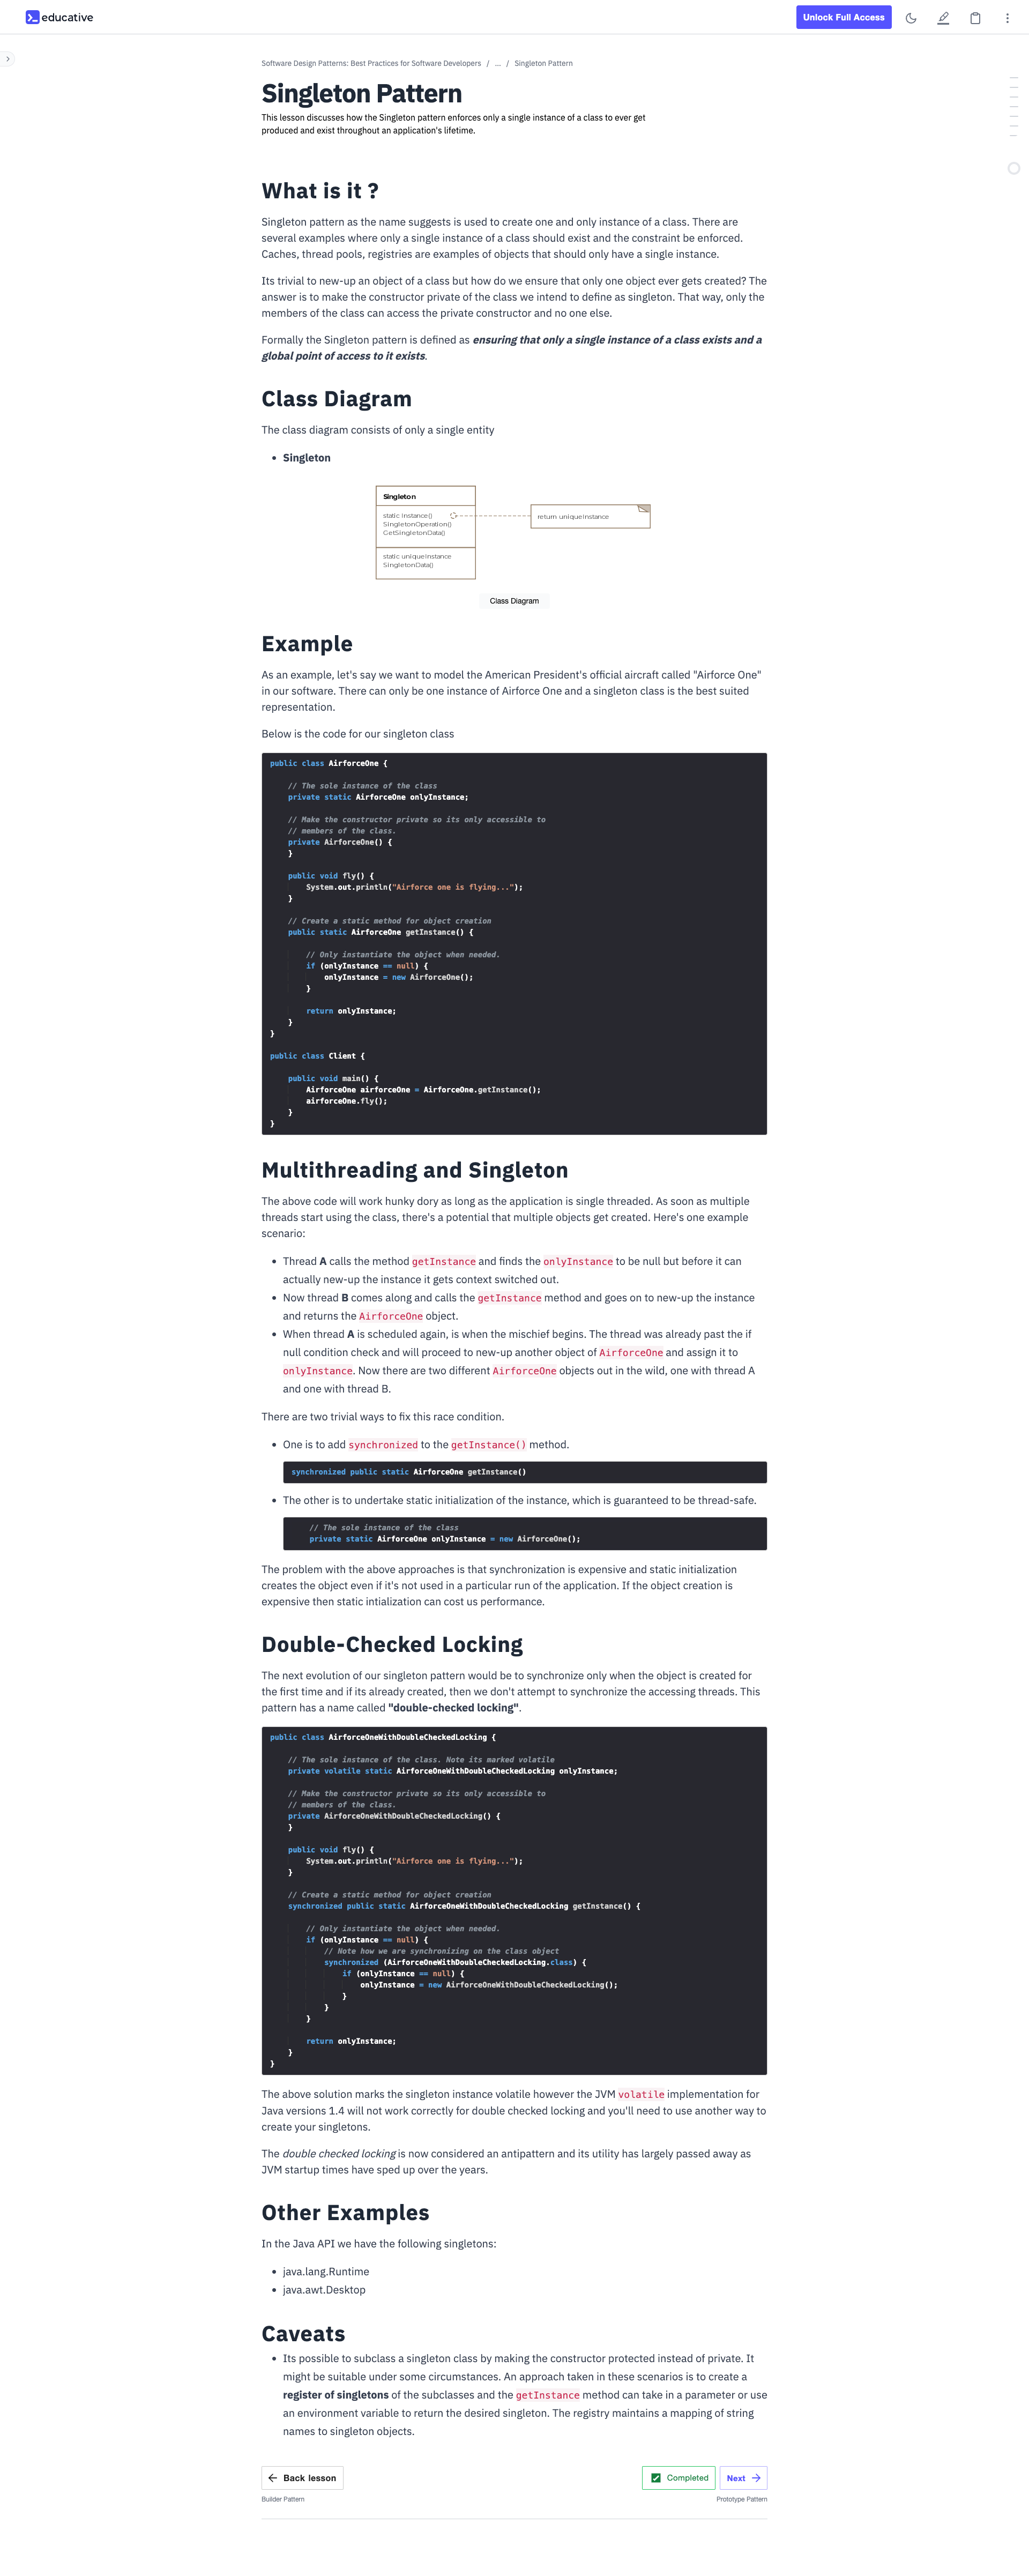 educative
Unlock Full Access
Software Design Patterns: Best Practices for Software Developers / ... / Singleton Pattern
Singleton Pattern
This lesson discusses how the Singleton pattern enforces only a single instance of a class to ever get
produced and exist throughout an application's lifetime.
What is it ?
Singleton pattern as the name suggests is used to create one and only instance of a class. There are
several examples where only a single instance of a class should exist and the constraint be enforced.
Caches, thread pools, registries are examples of objects that should only have a single instance.
Its trivial to new-up an object of a class but how do we ensure that only one object ever gets created? The
answer is to make the constructor private of the class we intend to define as singleton. That way, only the
members of the class can access the private constructor and no one else.
Formally the Singleton pattern is defined as ensuring that only a single instance of a class exists and a
global point of access to it exists.
Class Diagram
The class diagram consists of only a single entity
• Singleton
Singleton
static Instance()
SingletonOperation()
GetSingletonData()
return uniqueInstance
static uniqueInstance
SingletonData()
Class Diagram
Example
As an example, let's say we want to model the American President's official aircraft called "Airforce One"
in our software. There can only be one instance of Airforce One and a singleton class is the best suited
representation.
Below is the code for our singleton class
public class AirforceOne {
// The sole instance of the class
private static AirforceOne onlyInstance;
// Make the constructor private so its only accessible to
// members of the class.
private AirforceOne() {
}
public void fly() {
System.out.println("Airforce one is flying...");
}
// Create a static method for object creation
public static AirforceOne getInstance() {
// Only instantiate the object when needed.
if (onlyInstance == null) {
onlyInstance = new AirforceOne();
}
return onlyInstance;
}
}
public class Client {
public void main() {
AirforceOne airforceOne = AirforceOne.getInstance();
airforceOne.fly();
}
}
Multithreading and Singleton
The above code will work hunky dory as long as the application is single threaded. As soon as multiple
threads start using the class, there's a potential that multiple objects get created. Here's one example
scenario:
• Thread A calls the method getInstance and finds the onlyInstance to be null but before it can
actually new-up the instance it gets context switched out.
• Now thread B comes along and calls the getInstance method and goes on to new-up the instance
and returns the AirforceOne object.
• When thread A is scheduled again, is when the mischief begins. The thread was already past the if
null condition check and will proceed to new-up another object of AirforceOne and assign it to
onlyInstance. Now there are two different AirforceOne objects out in the wild, one with thread A
and one with thread B.
There are two trivial ways to fix this race condition.
• One is to add synchronized to the getInstance() method.
synchronized public static AirforceOne getInstance()
• The other is to undertake static initialization of the instance, which is guaranteed to be thread-safe.
// The sole instance of the class
private static AirforceOne onlyInstance = new AirforceOne();
The problem with the above approaches is that synchronization is expensive and static initialization
creates the object even if it's not used in a particular run of the application. If the object creation is
expensive then static intialization can cost us performance.
Double-Checked Locking
The next evolution of our singleton pattern would be to synchronize only when the object is created for
the first time and if its already created, then we don't attempt to synchronize the accessing threads. This
pattern has a name called "double-checked locking".
public class AirforceOneWithDoubleCheckedLocking {
// The sole instance of the class. Note its marked volatile
private volatile static AirforceOneWithDoubleCheckedLocking onlyInstance;
// Make the constructor private so its only accessible to
// members of the class.
private AirforceOneWithDoubleCheckedLocking() {
}
public void fly() {
System.out.println("Airforce one is flying...");
}
// Create a static method for object creation
synchronized public static AirforceOneWithDoubleCheckedLocking getInstance() {
// Only instantiate the object when needed.
if (onlyInstance == null) {
// Note how we are synchronizing on the class object
synchronized (AirforceOneWithDoubleCheckedLocking.class) {
if (onlyInstance == null) {
onlyInstance = new AirforceOneWithDoubleCheckedLocking();
}
}
}
return onlyInstance;
}
}
The above solution marks the singleton instance volatile however the JVM volatile implementation for
Java versions 1.4 will not work correctly for double checked locking and you'll need to use another way to
create your singletons.
The double checked locking is now considered an antipattern and its utility has largely passed away as
JVM startup times have sped up over the years.
Other Examples
In the Java API we have the following singletons:
• java.lang.Runtime
• java.awt.Desktop
Caveats
• Its possible to subclass a singleton class by making the constructor protected instead of private. It
might be suitable under some circumstances. An approach taken in these scenarios is to create a
register of singletons of the subclasses and the getInstance method can take in a parameter or use
an environment variable to return the desired singleton. The registry maintains a mapping of string
names to singleton objects.
Back lesson
Completed
Next
Builder Pattern
Prototype Pattern